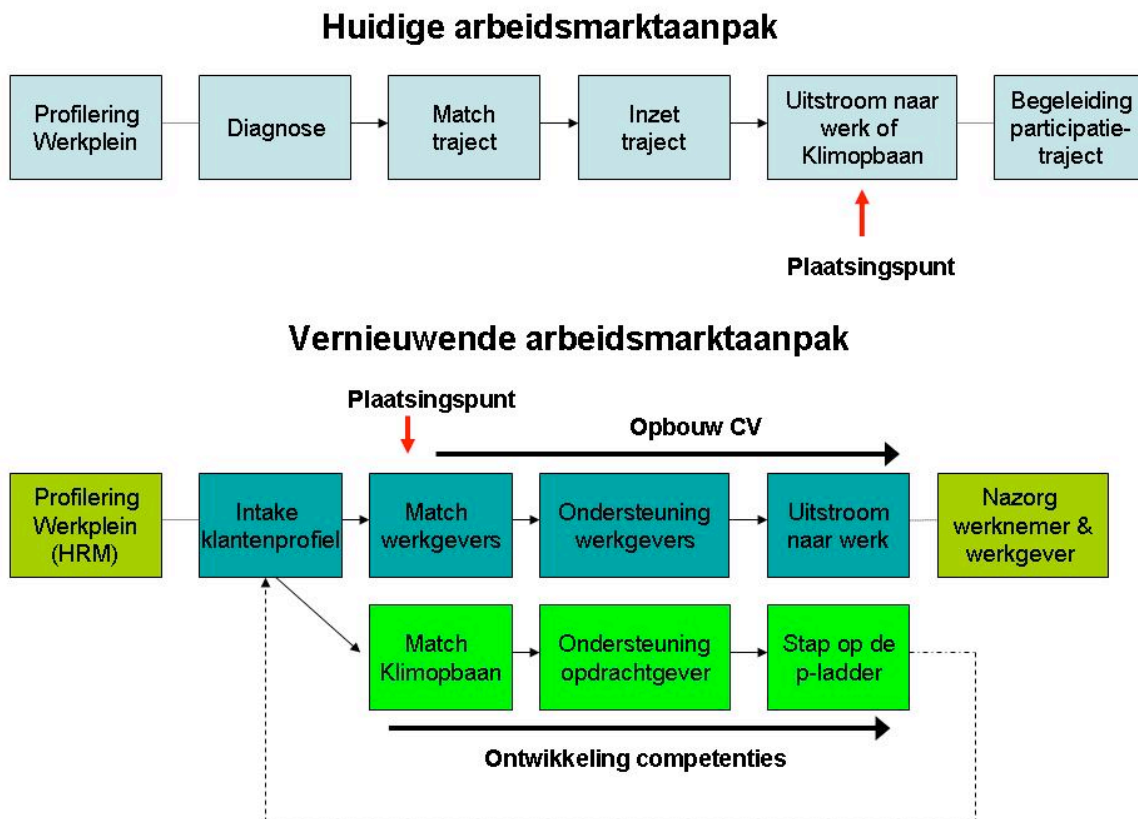 Huidige arbeidsmarktaanpak
Profilering
Werkplein
Diagnose
Match
traject
Inzet
traject
Uitstroom naar
werk of
Klimopbaan
Begeleiding
participatie-
traject
Plaatsingspunt
Vernieuwende arbeidsmarktaanpak
Plaatsingspunt
Opbouw CV
Profilering
Werkplein
(HRM)
Intake
klantenprofiel
Match
werkgevers
Ondersteuning
werkgevers
Uitstroom
naar werk
Nazorg
werknemer &
werkgever
Match
Klimopbaan
Ondersteuning
opdrachtgever
Stap op de
p-ladder
Ontwikkeling competenties